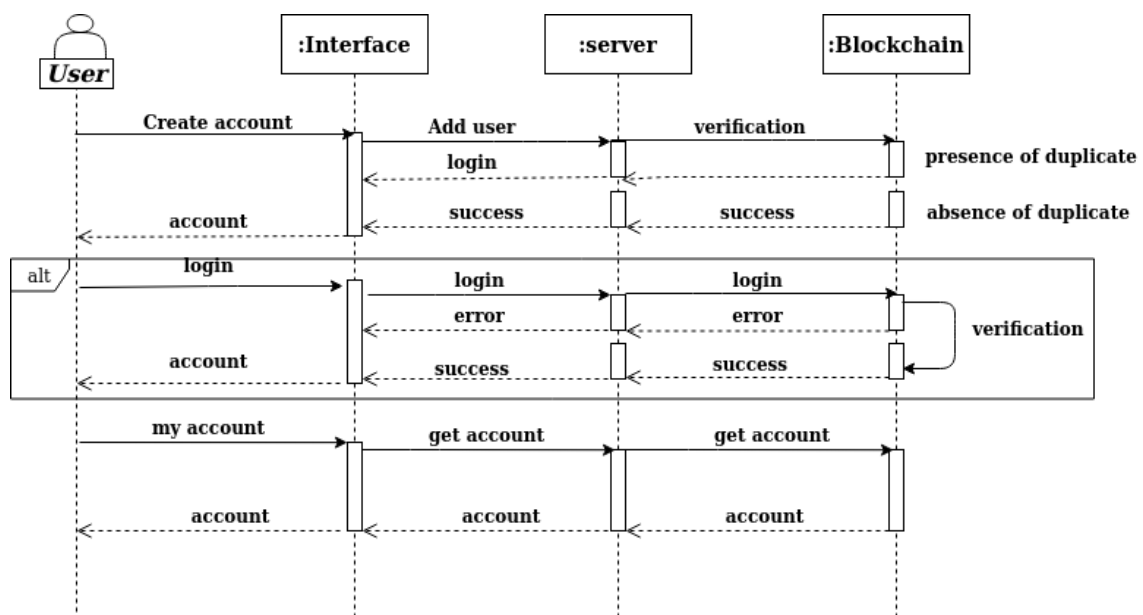 User
:Interface
:server
:Blockchain
Create account
Add user
verification
login
presence of duplicate
account
success
success
absence of duplicate
alt
login
login
login
error
error
verification
account
success
success
my account
get account
get account
account
account
account